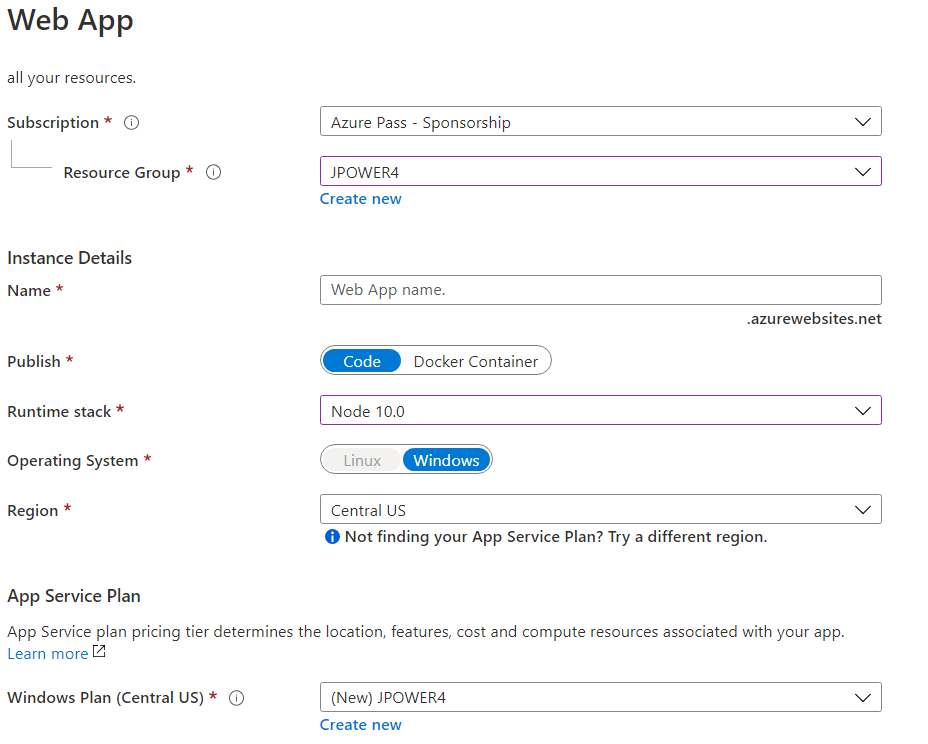 Web App
all your resources.
Subscription *
Azure Pass - Sponsorship
Resource Group *
JPOWER4
Create new
Instance Details
Name *
Web App name.
.azurewebsites.net
Publish *
Code Docker Container
Runtime stack *
Node 10.0
Operating System *
Linux Windows
Region *
Central US
Not finding your App Service Plan? Try a different region.
App Service Plan
App Service plan pricing tier determines the location, features, cost and compute resources associated with your app.
Learn more
Windows Plan (Central US) *
(New) JPOWER4
Create new